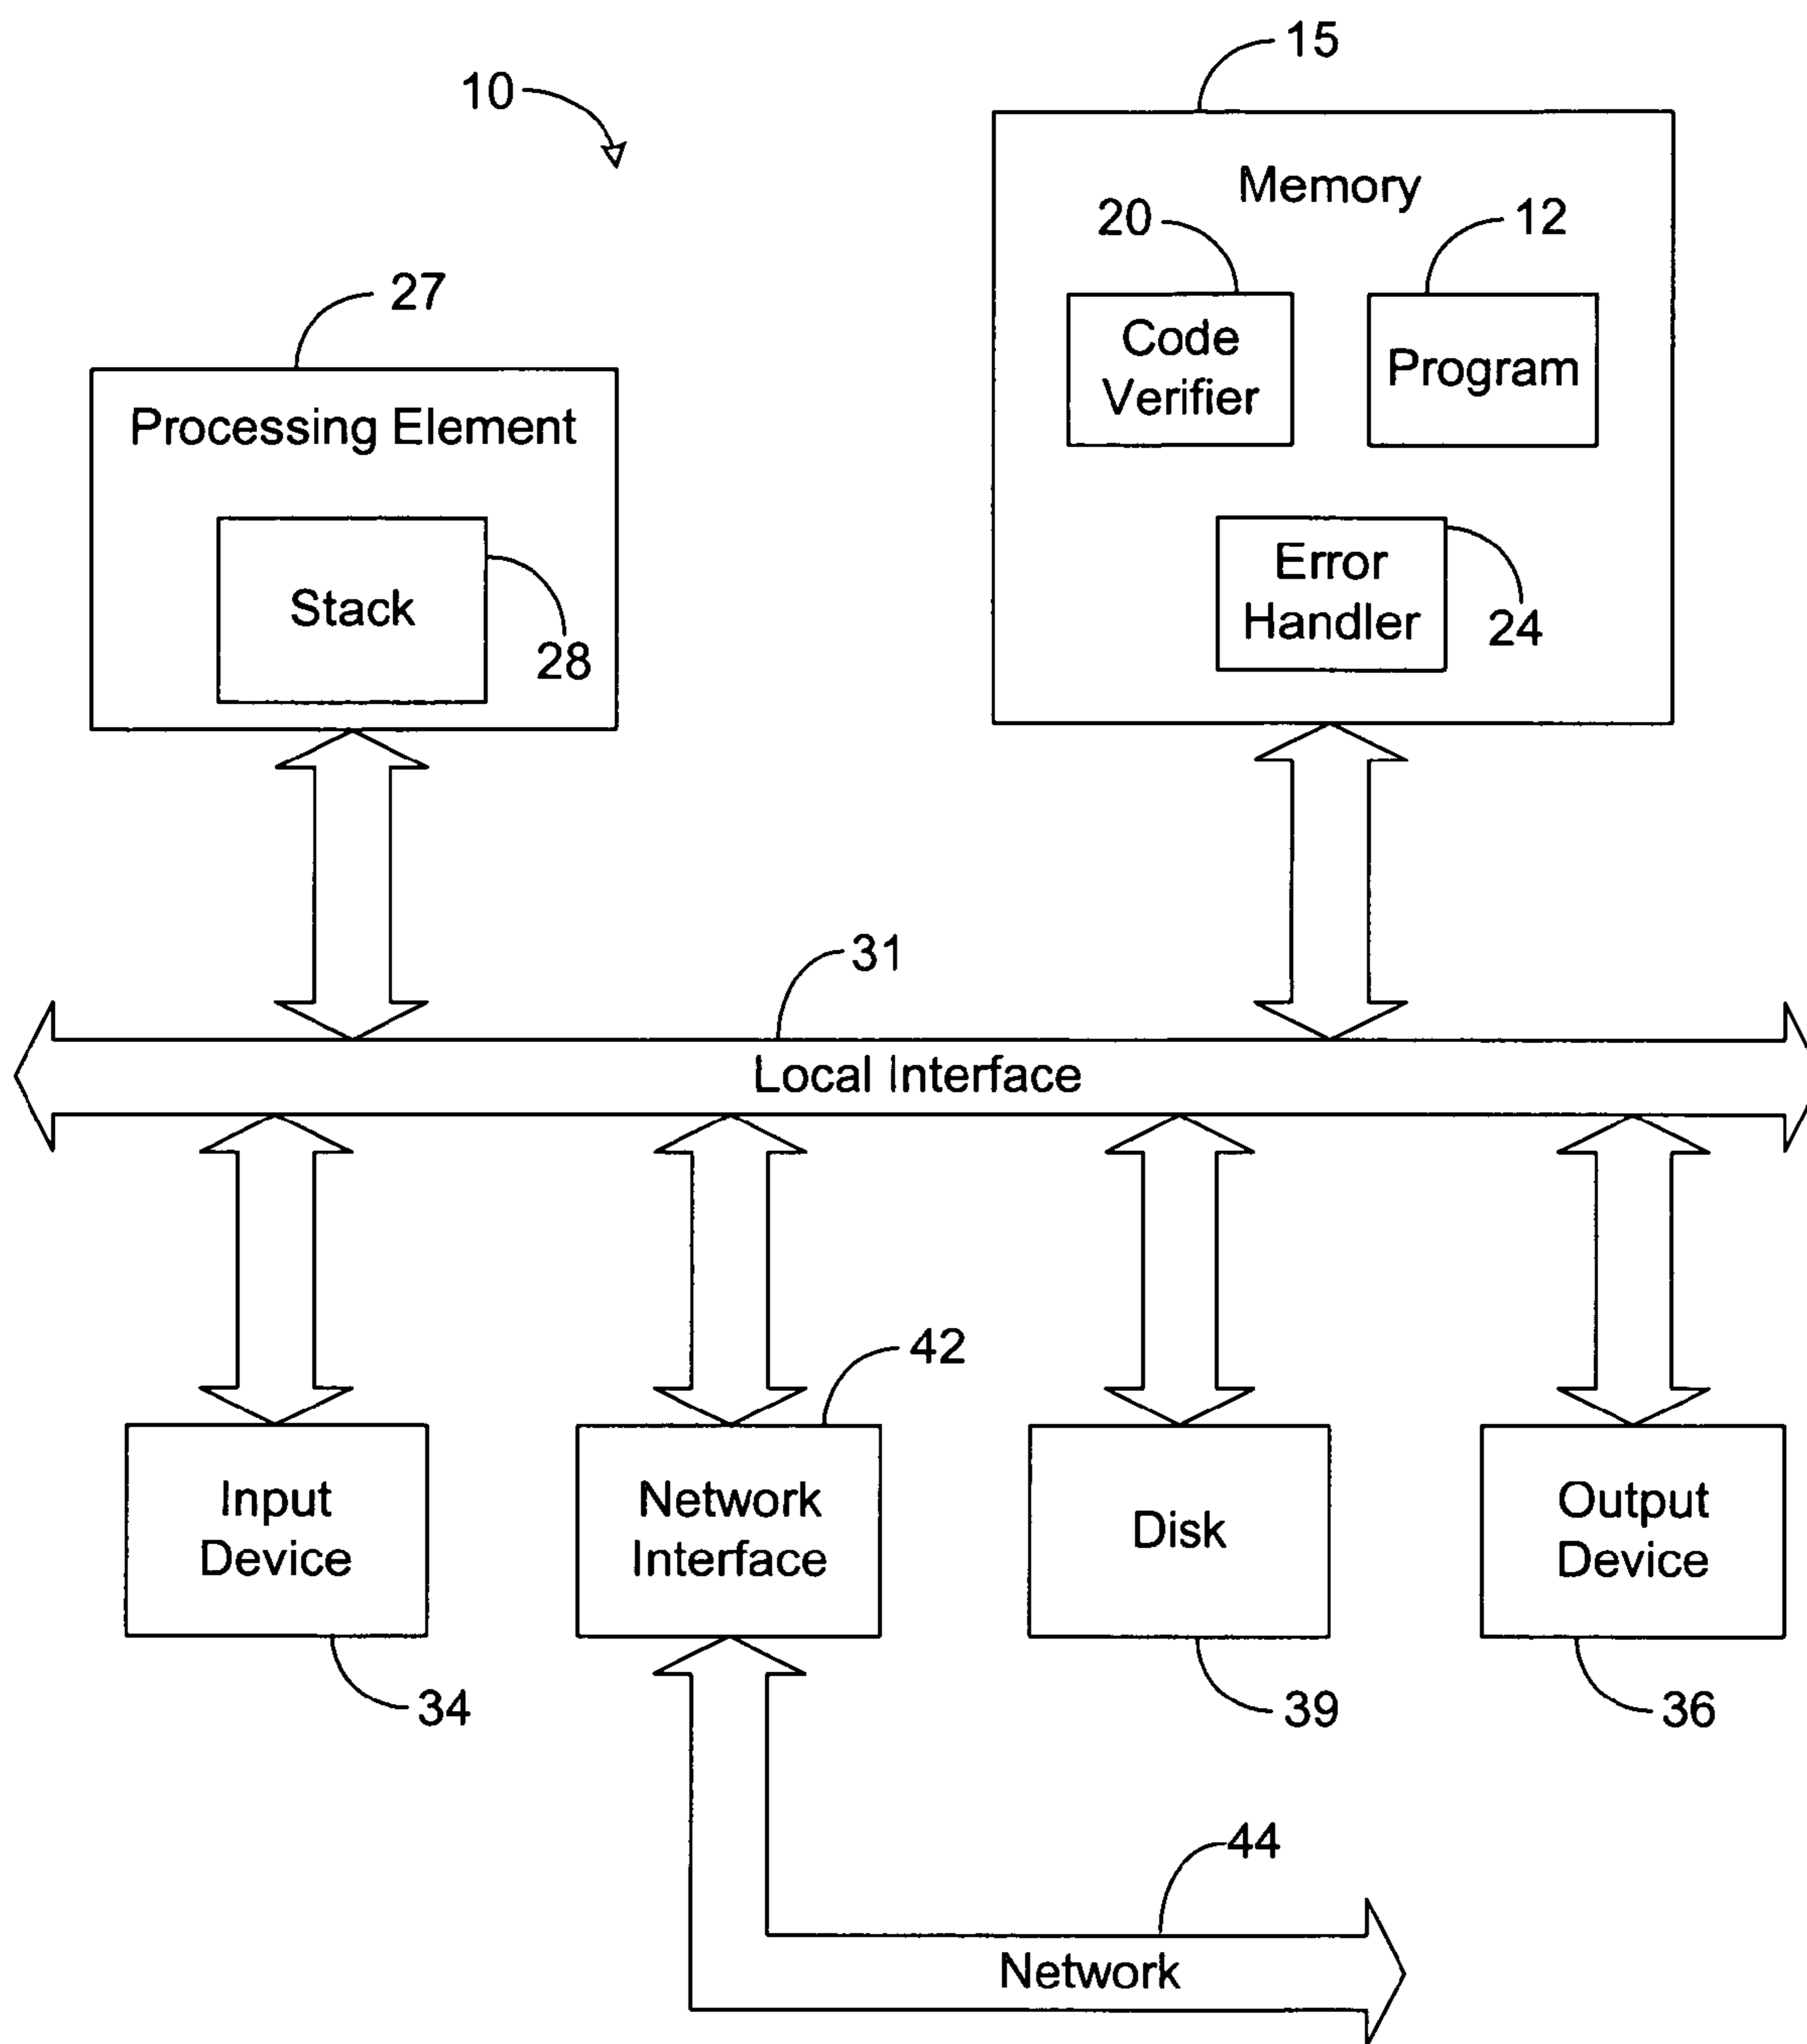 15
10
Memory
20
12
27
Code
Verifier
Program
Processing Element
Error
Handler
Stack
24
28
31
Local Interface
42
Input
Device
Network
Interface
Disk
Output
Device
34
39
36
44
Network